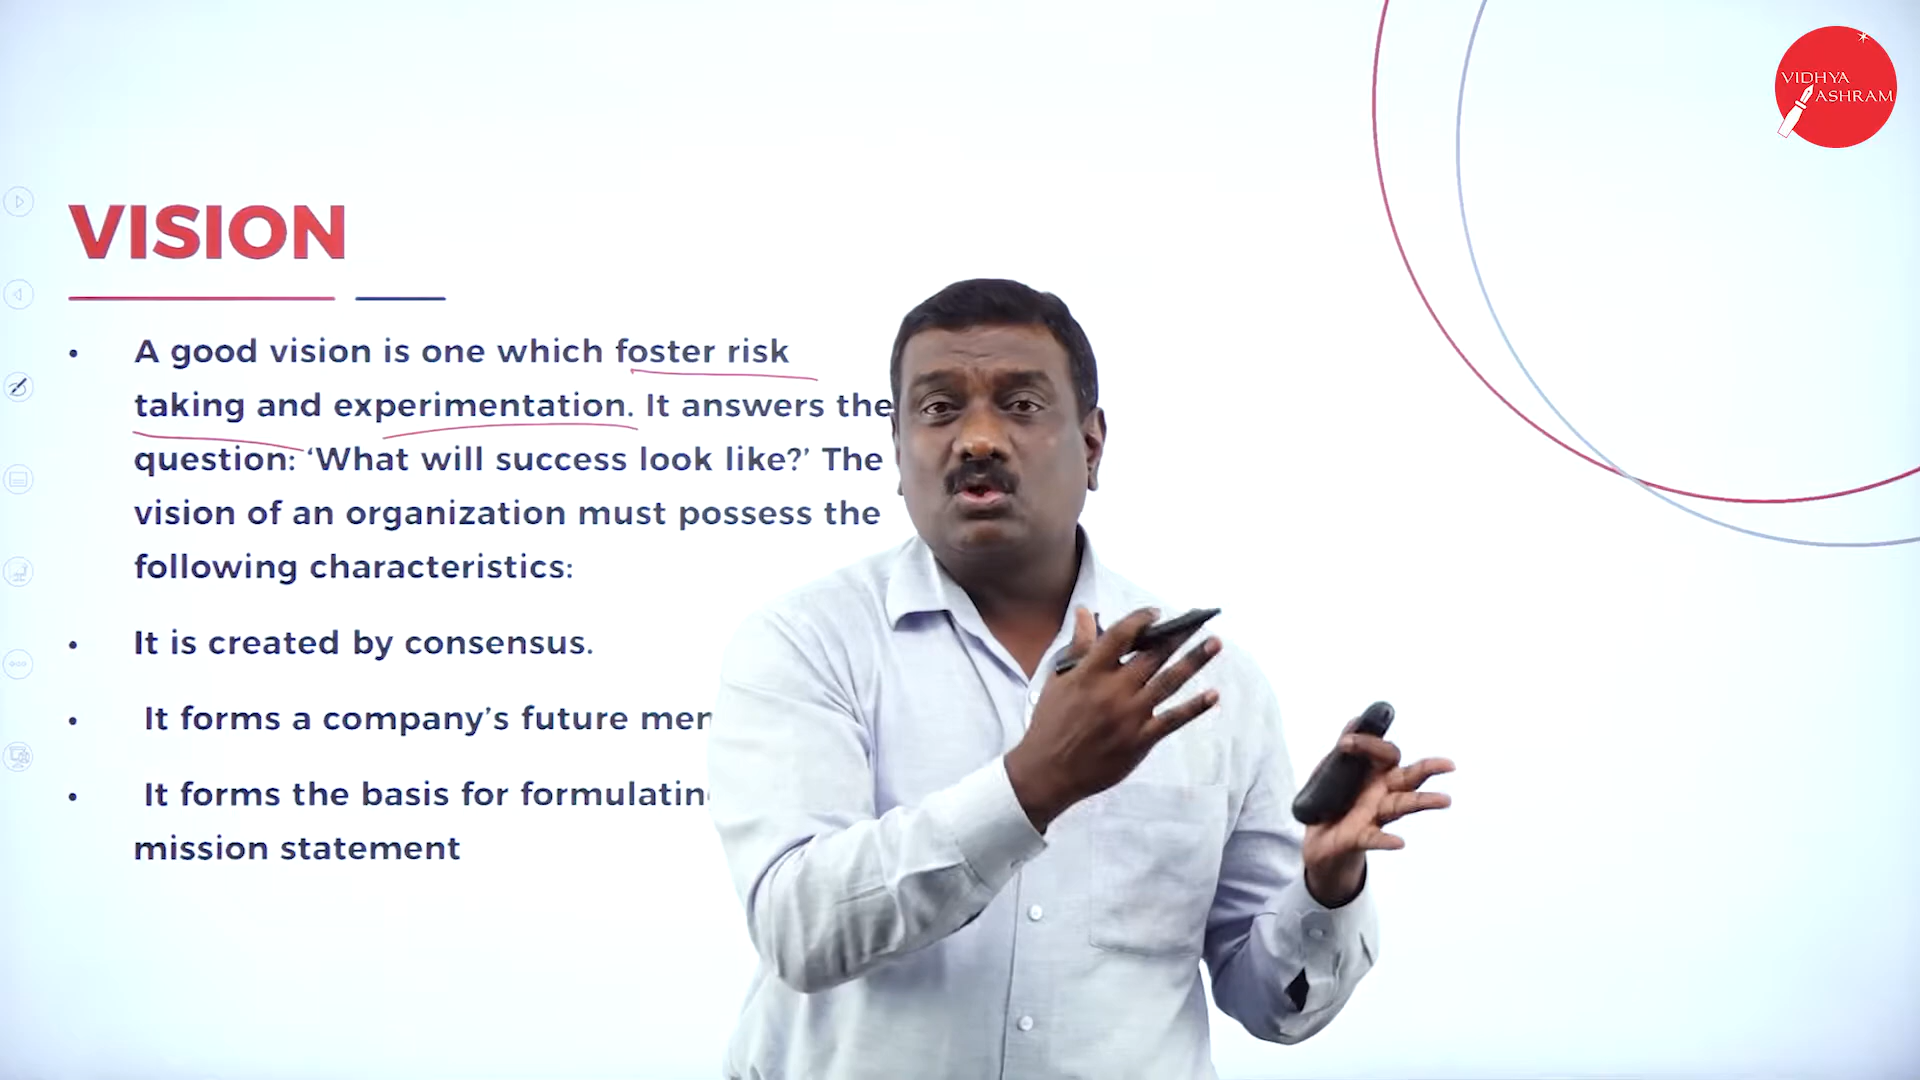 VIDHYA
ASHRAM
VISION
• A good vision is one which foster risk
taking and experimentation. It answers the
question: ‘What will success look like?’ The
vision of an organization must possess the
following characteristics:
• It is created by consensus.
• It forms a company’s future
• It forms the basis for
mission statement